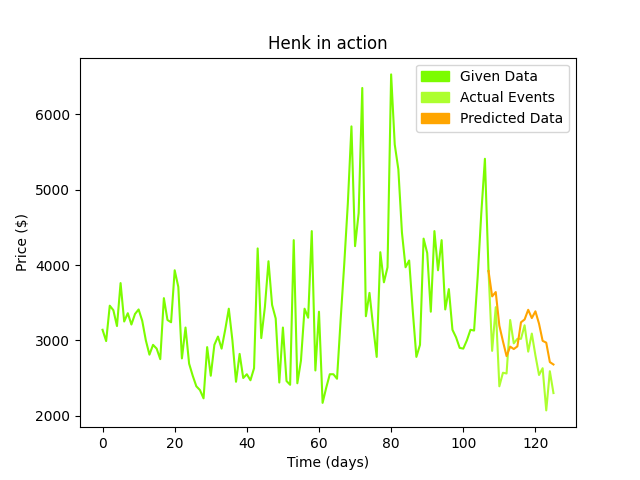 Henk in action
Given Data
Actual Events
Predicted Data
Price ($)
6000
5000
4000
3000
2000
0 20 40 60 80 100 120
Time (days)